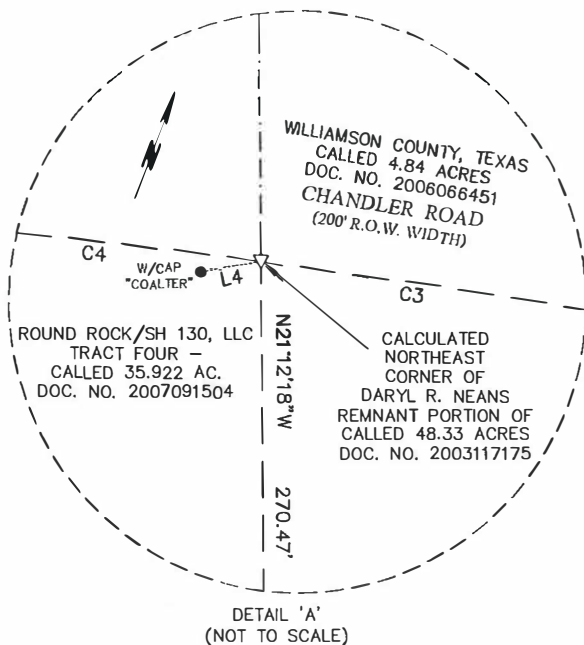 WILLIAMSON COUNTY, TEXAS
CALLED 4.84 ACRES
DOC. NO. 2006066451
CHANDLER ROAD
(200' R.O.W. WIDTH)
C4
W/CAP
"COALTER"
L4
C3
ROUND ROCK/SH 130, LLC
TRACT FOUR –
CALLED 35.922 AC.
DOC. NO. 2007091504
N21°12'18"W 270.47'
CALCULATED
NORTHEAST
CORNER OF
DARYL R. NEANS
REMNANT PORTION OF
CALLED 48.33 ACRES
DOC. NO. 2003117175
DETAIL 'A'
(NOT TO SCALE)